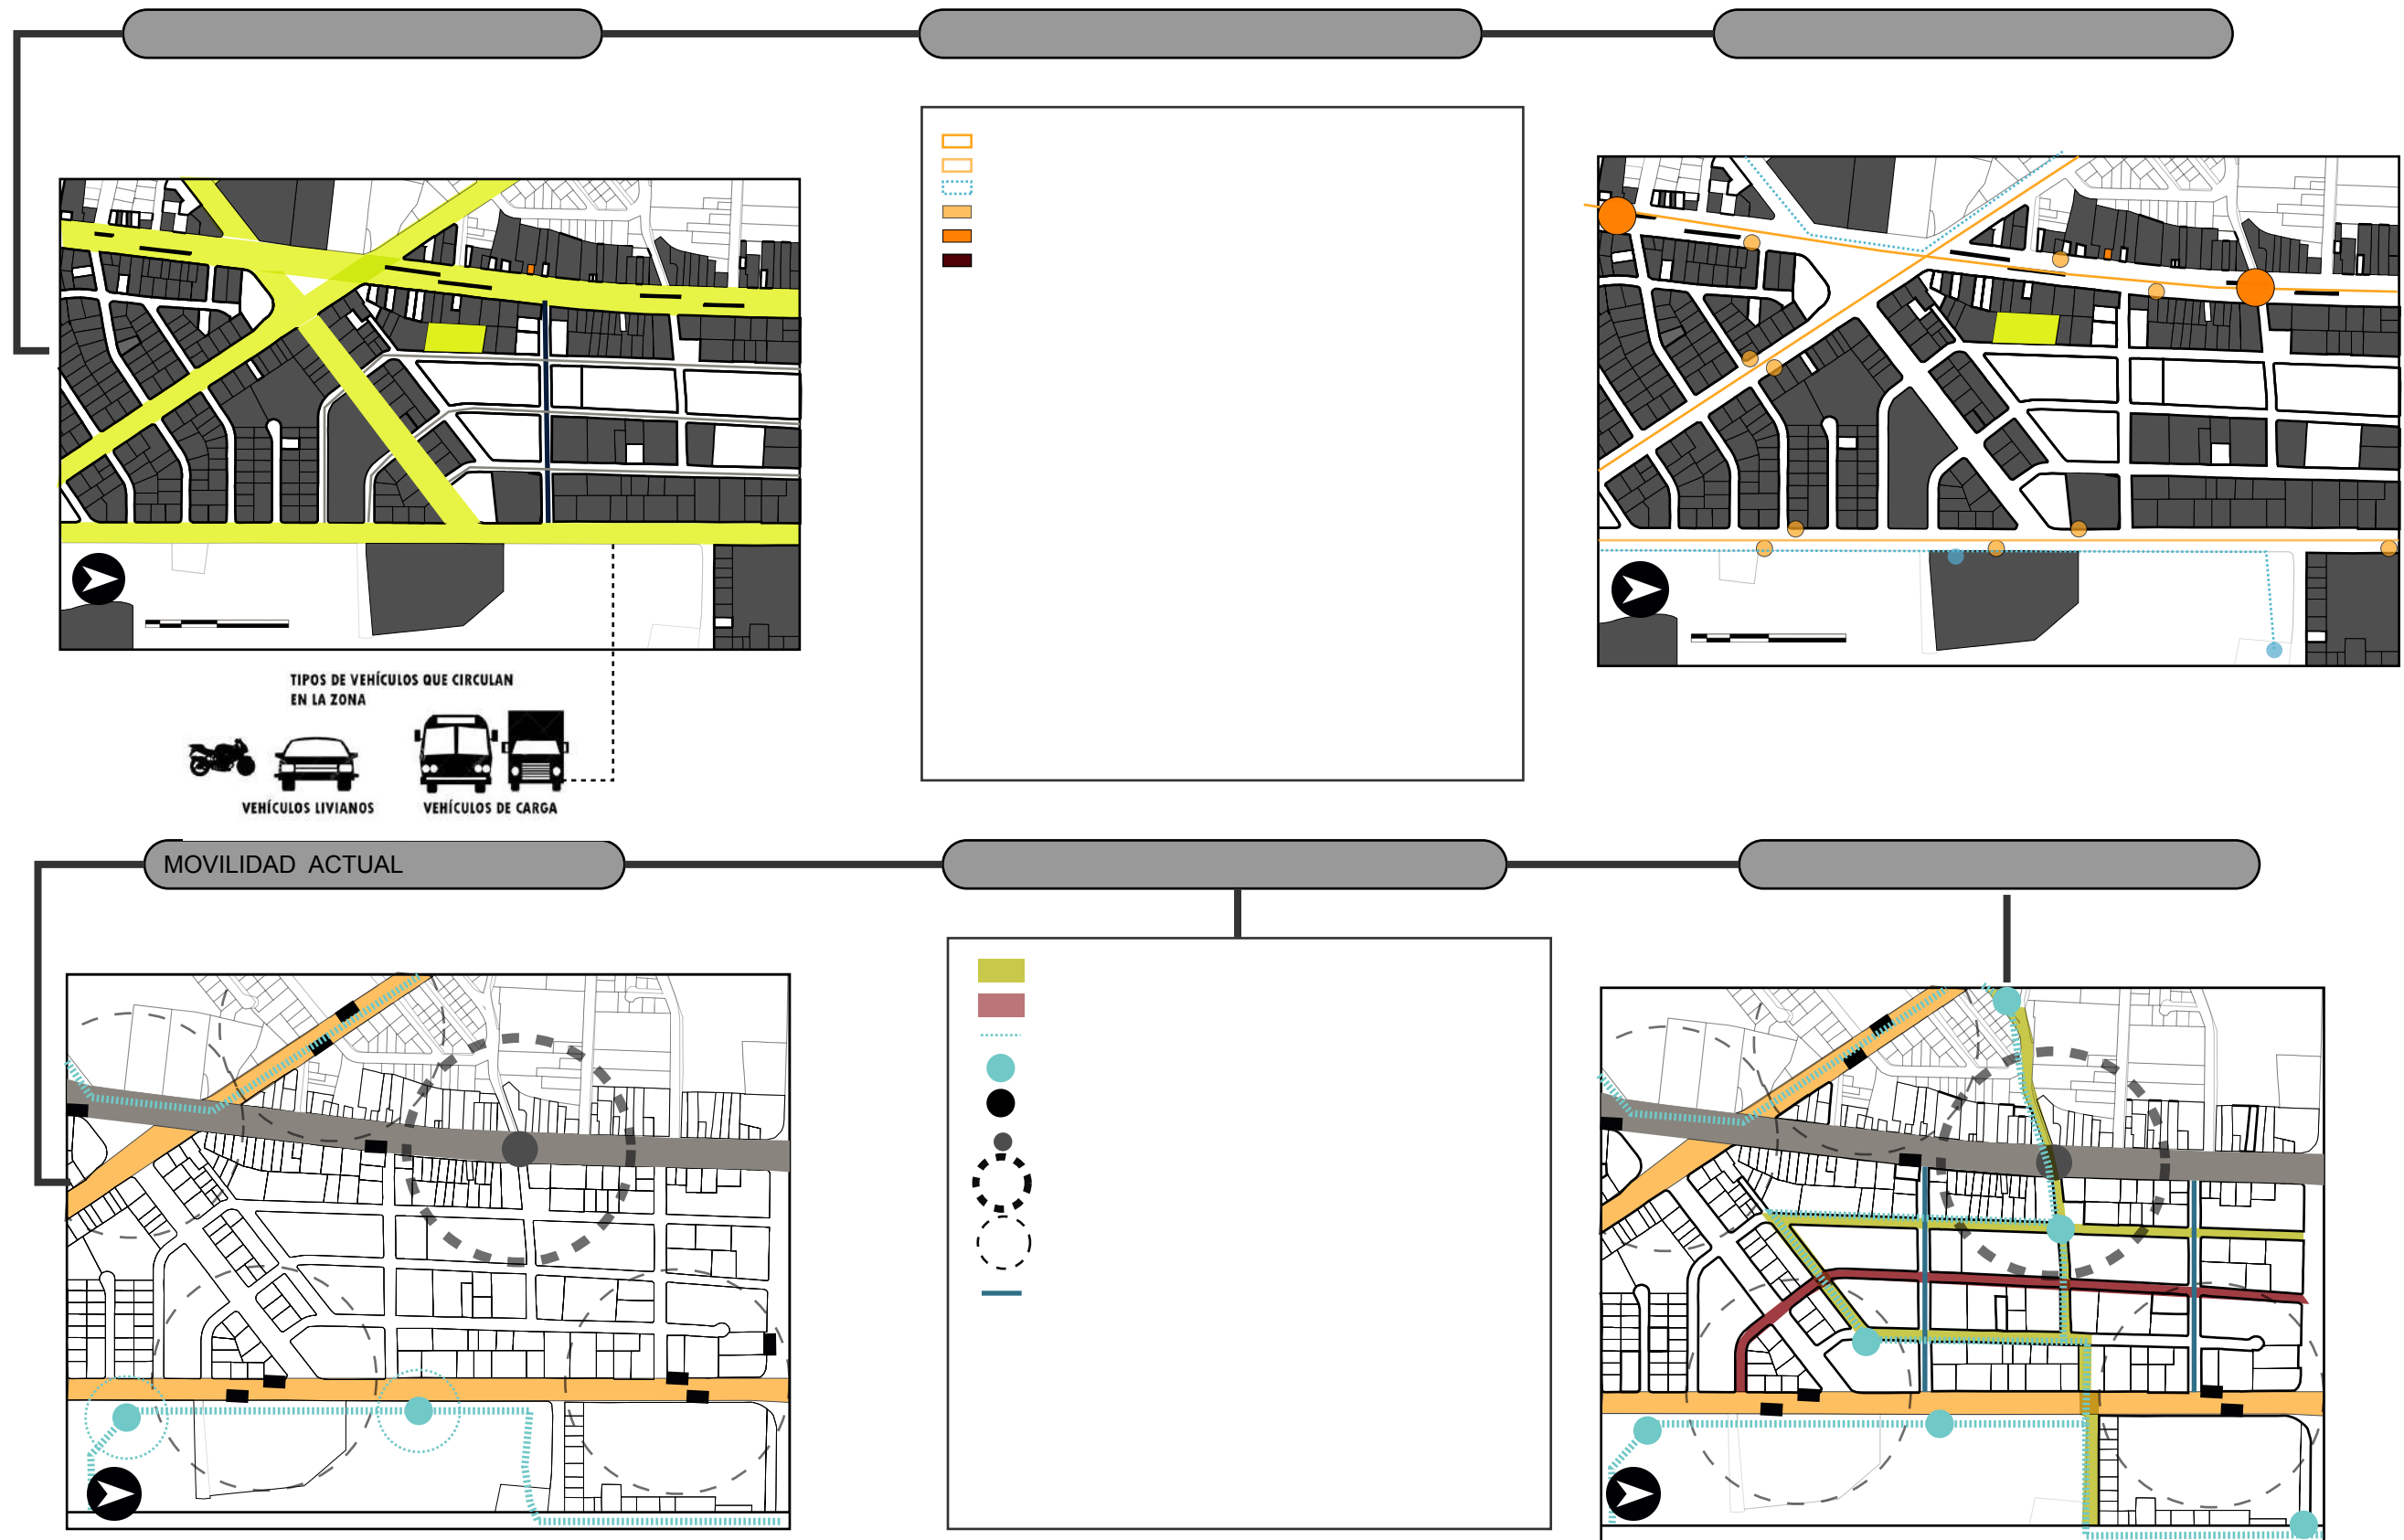 TIPOS DE VEHÍCULOS QUE CIRCULAN
EN LA ZONA
VEHÍCULOS LIVIANOS
VEHÍCULOS DE CARGA
MOVILIDAD ACTUAL